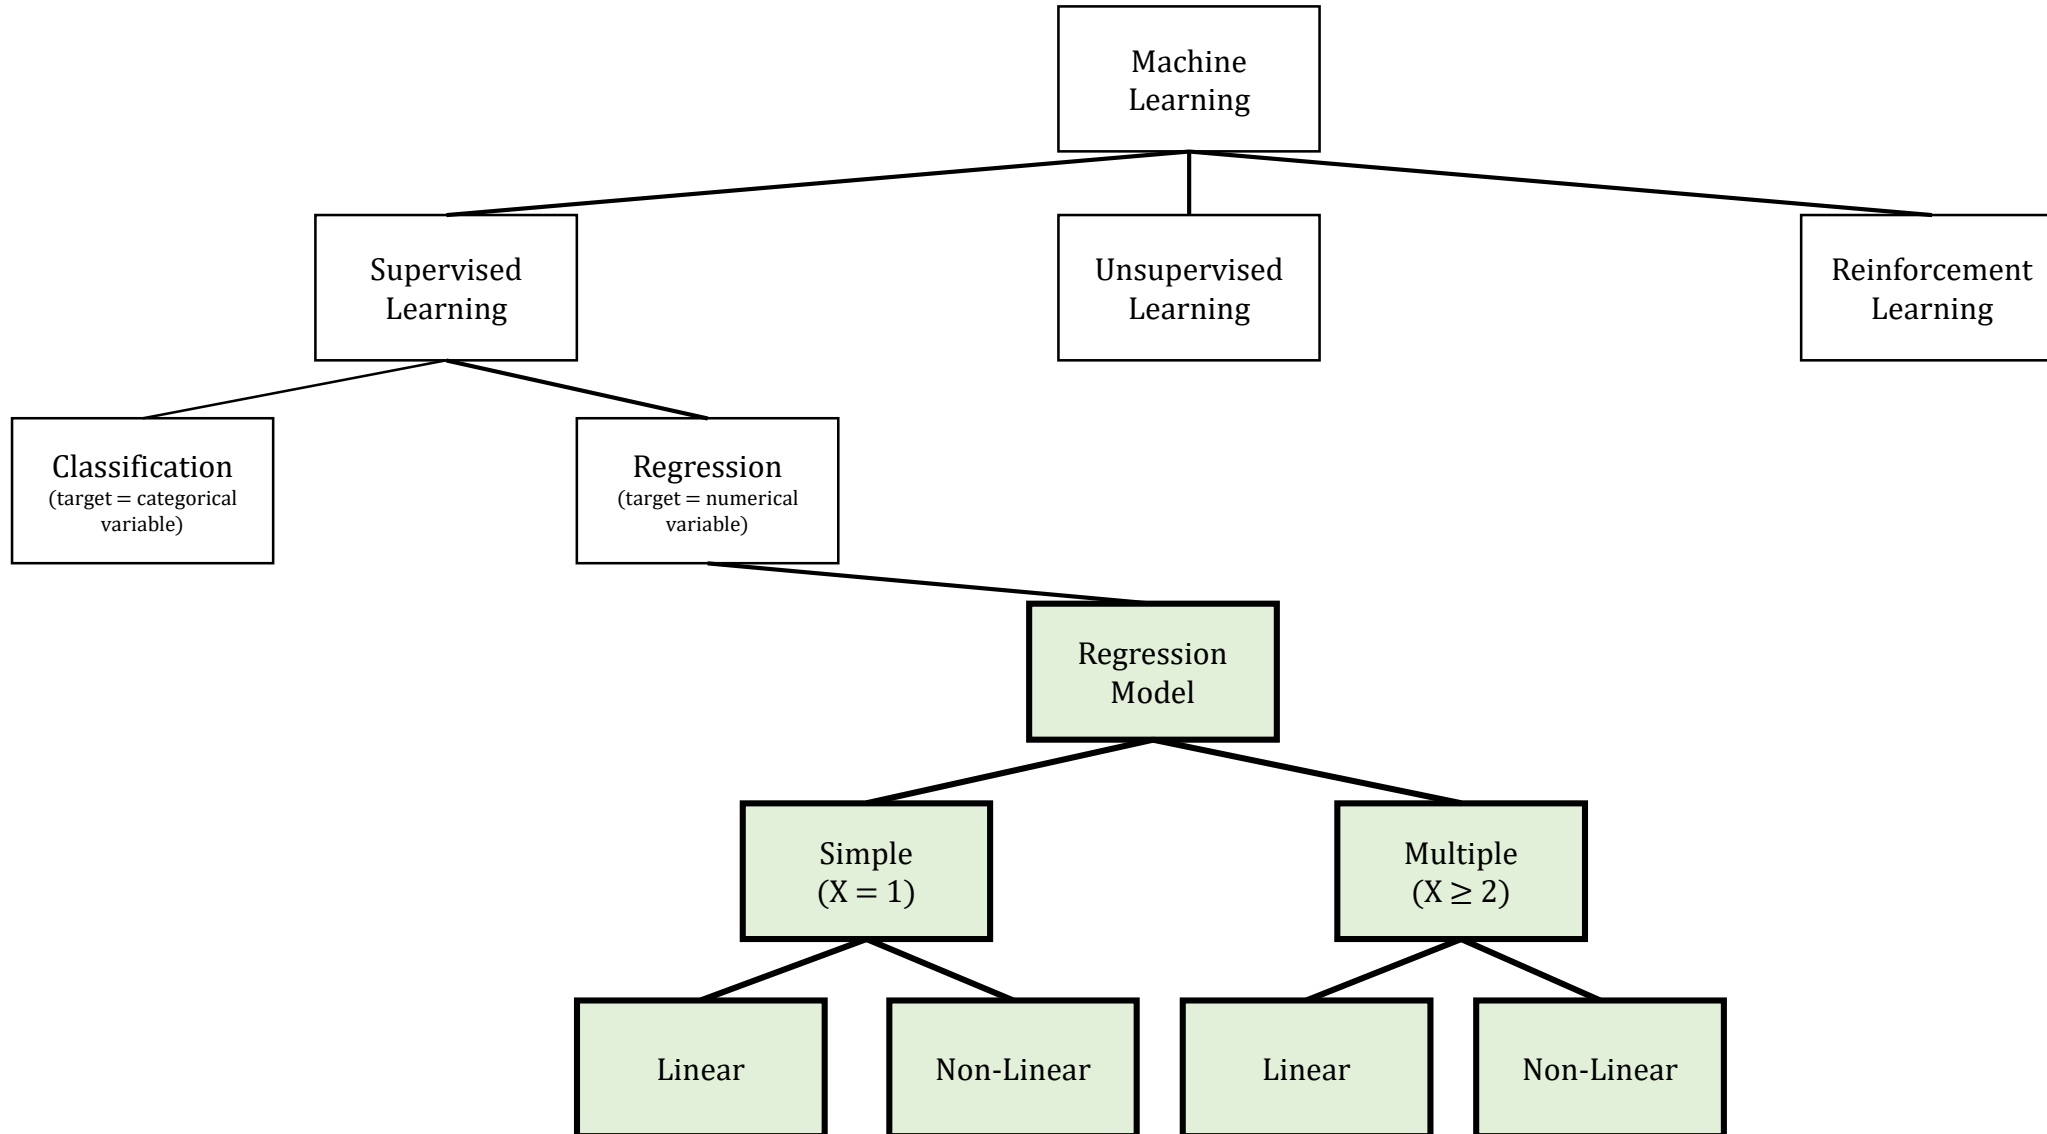 Machine
Learning
Supervised
Learning
Unsupervised
Learning
Reinforcement
Learning
Classification
(target = categorical
variable)
Regression
(target = numerical
variable)
Regression
Model
Simple
(X = 1)
Multiple
(X ≥ 2)
Linear
Non-Linear
Linear
Non-Linear